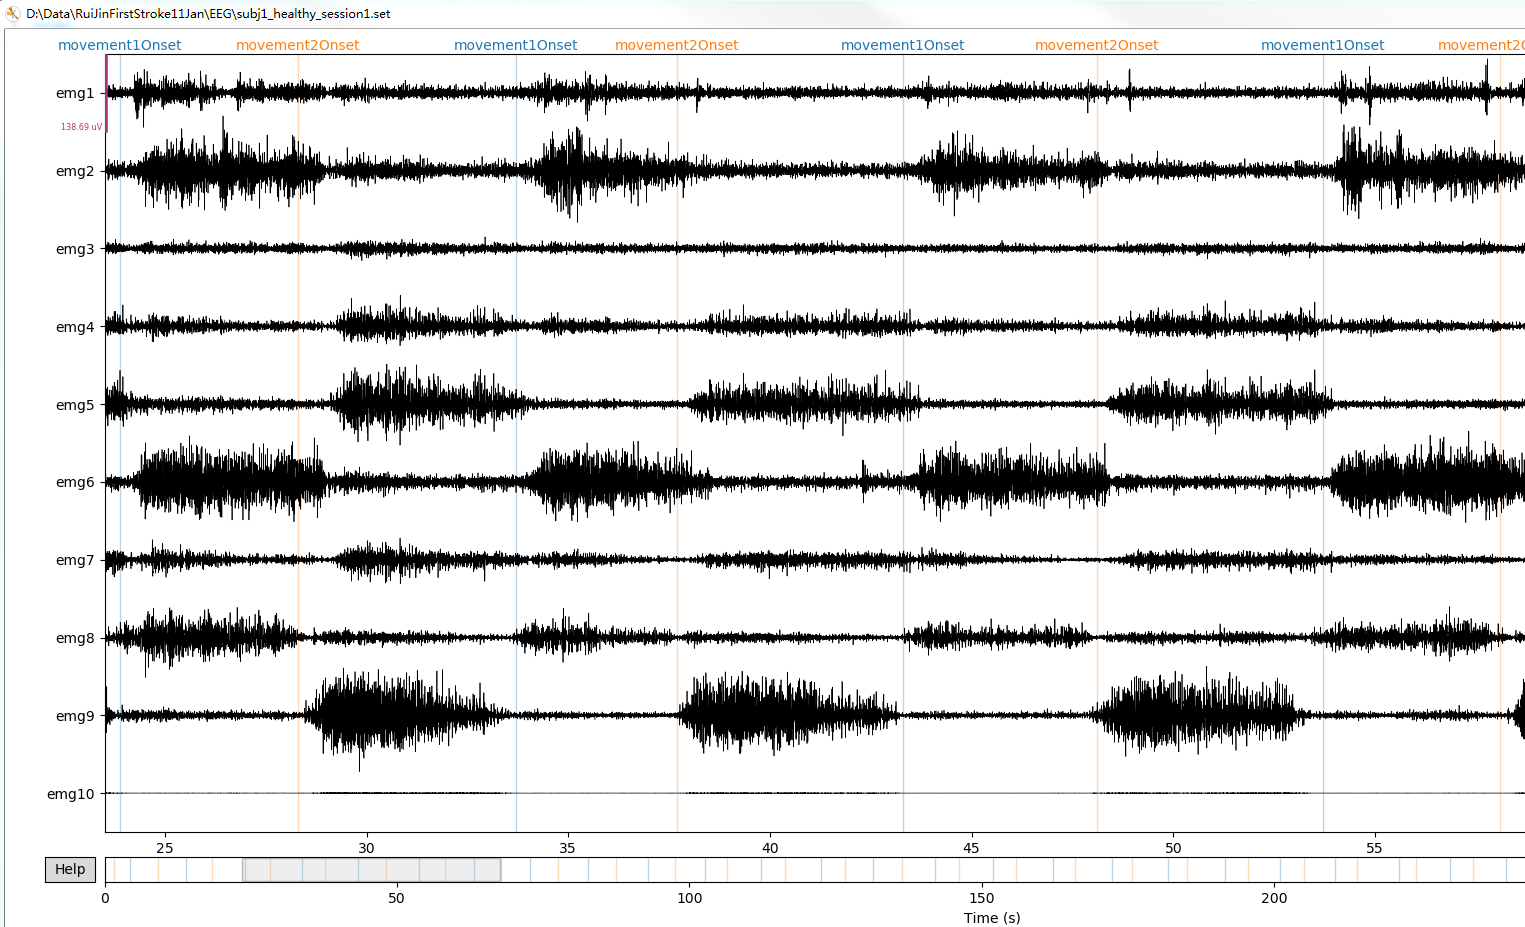 D:\Data\RuiJinFirstStroke11Jan\EEG\subj1_healthy_session1.set
movement1Onset movement2Onset movement1Onset movement2Onset movement1Onset movement2Onset movement1Onset movement2O
emg1
138.69 uV
emg2
emg3
emg4
emg5
emg6
emg7
emg8
emg9
emg10
25 30 35 40 45 50 55
Help
0 50 100 150 200
Time (s)